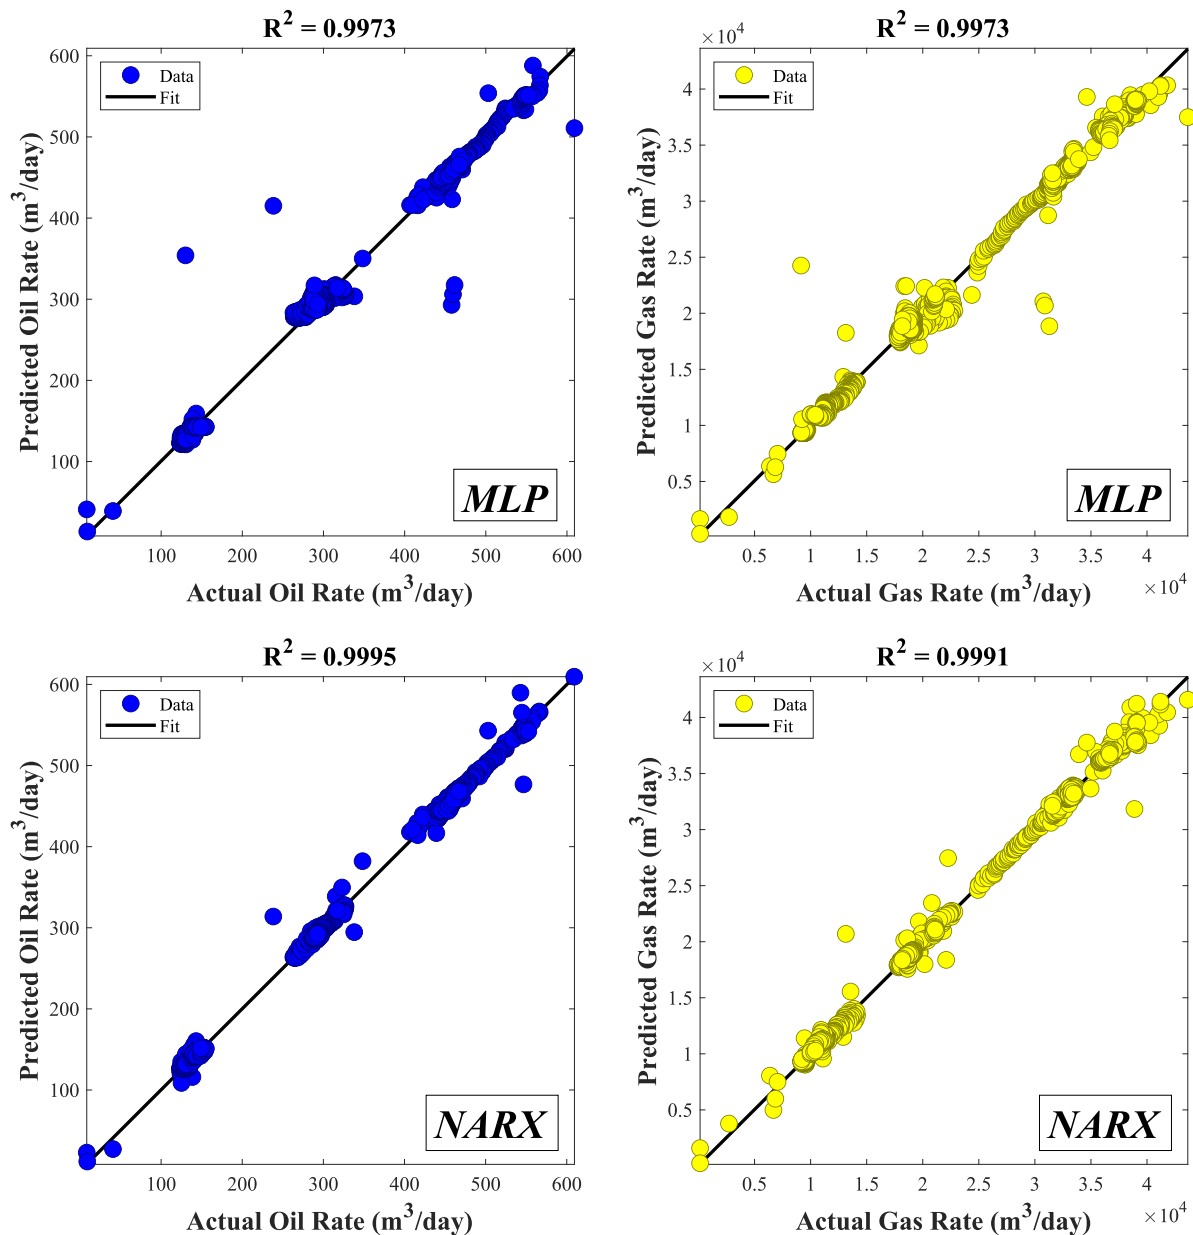 R² = 0.9973
Predicted Oil Rate (m³/day)
600
500
400
300
200
100
Data
Fit
MLP
100 200 300 400 500 600
Actual Oil Rate (m³/day)
R² = 0.9973
×10⁴
Predicted Gas Rate (m³/day)
4
3.5
3
2.5
2
1.5
1
0.5
Data
Fit
MLP
0.5 1 1.5 2 2.5 3 3.5 4
×10⁴
Actual Gas Rate (m³/day)
R² = 0.9995
Predicted Oil Rate (m³/day)
600
500
400
300
200
100
Data
Fit
NARX
100 200 300 400 500 600
Actual Oil Rate (m³/day)
R² = 0.9991
×10⁴
Predicted Gas Rate (m³/day)
4
3.5
3
2.5
2
1.5
1
0.5
Data
Fit
NARX
0.5 1 1.5 2 2.5 3 3.5 4
×10⁴
Actual Gas Rate (m³/day)